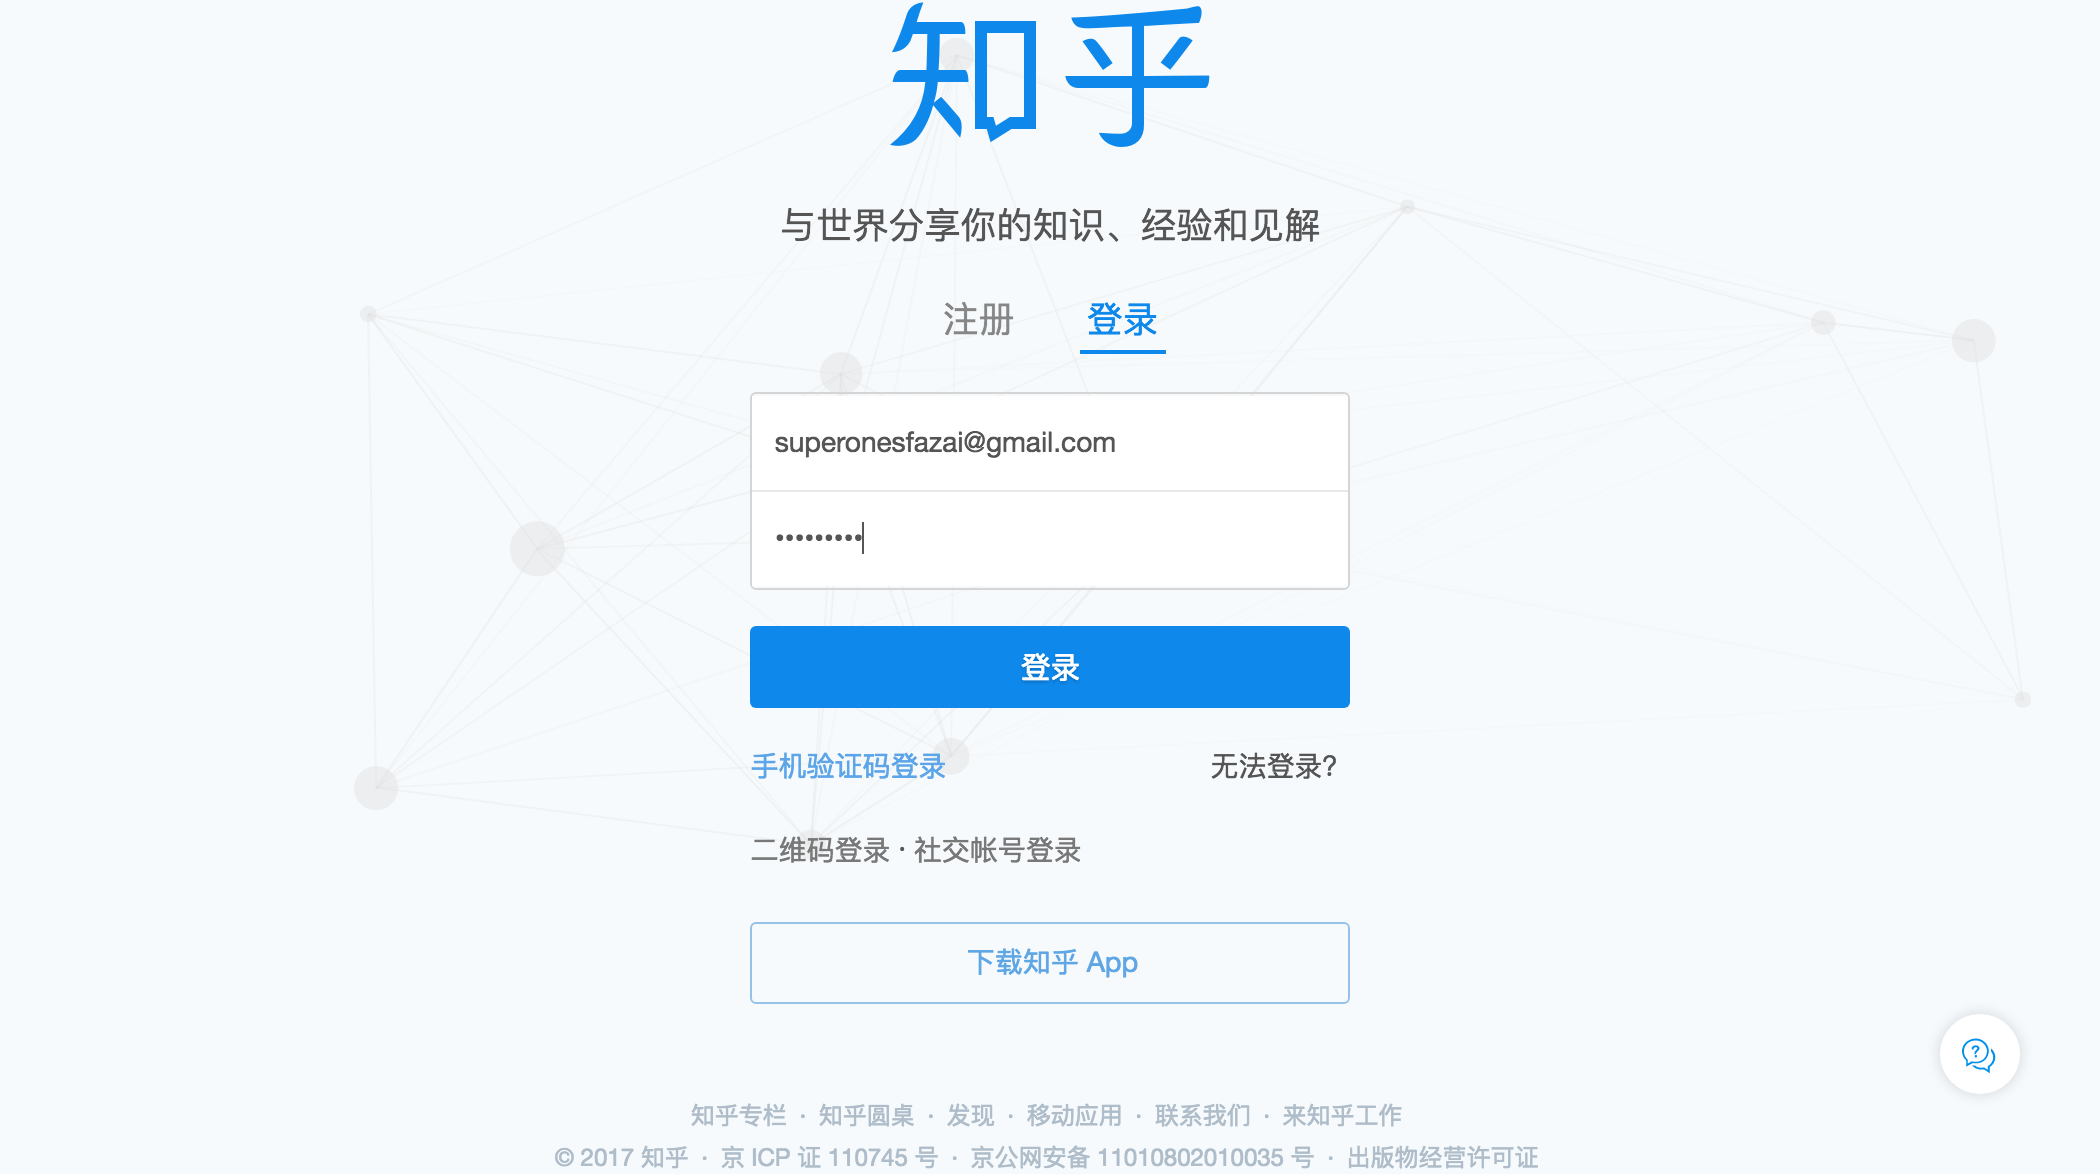 知乎
与世界分享你的知识、经验和见解
注册 登录
superonesfazai@gmail.com
•••••••••
登录
手机验证码登录 无法登录?
二维码登录 · 社交帐号登录
下载知乎 App
知乎专栏 · 知乎圆桌 · 发现 · 移动应用 · 联系我们 · 来知乎工作
© 2017 知乎 · 京 ICP 证 110745 号 · 京公网安备 11010802010035 号 · 出版物经营许可证